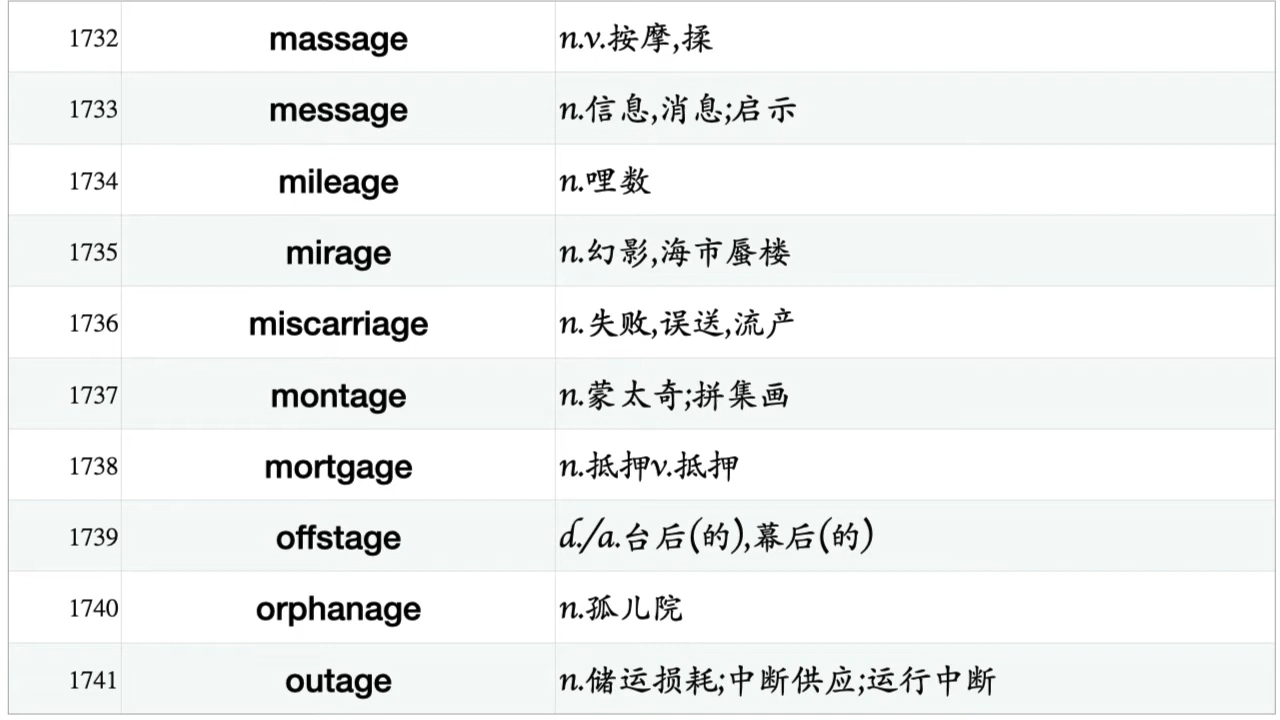 1732 massage n.v.按摩,揉
1733 message n.信息,消息;启示
1734 mileage n.哩数
1735 mirage n.幻影,海市蜃楼
1736 miscarriage n.失败,误送,流产
1737 montage n.蒙太奇;拼集画
1738 mortgage n.抵押v.抵押
1739 offstage d./a.台后(的),幕后(的)
1740 orphanage n.孤儿院
1741 outage n.储运损耗;中断供应;运行中断